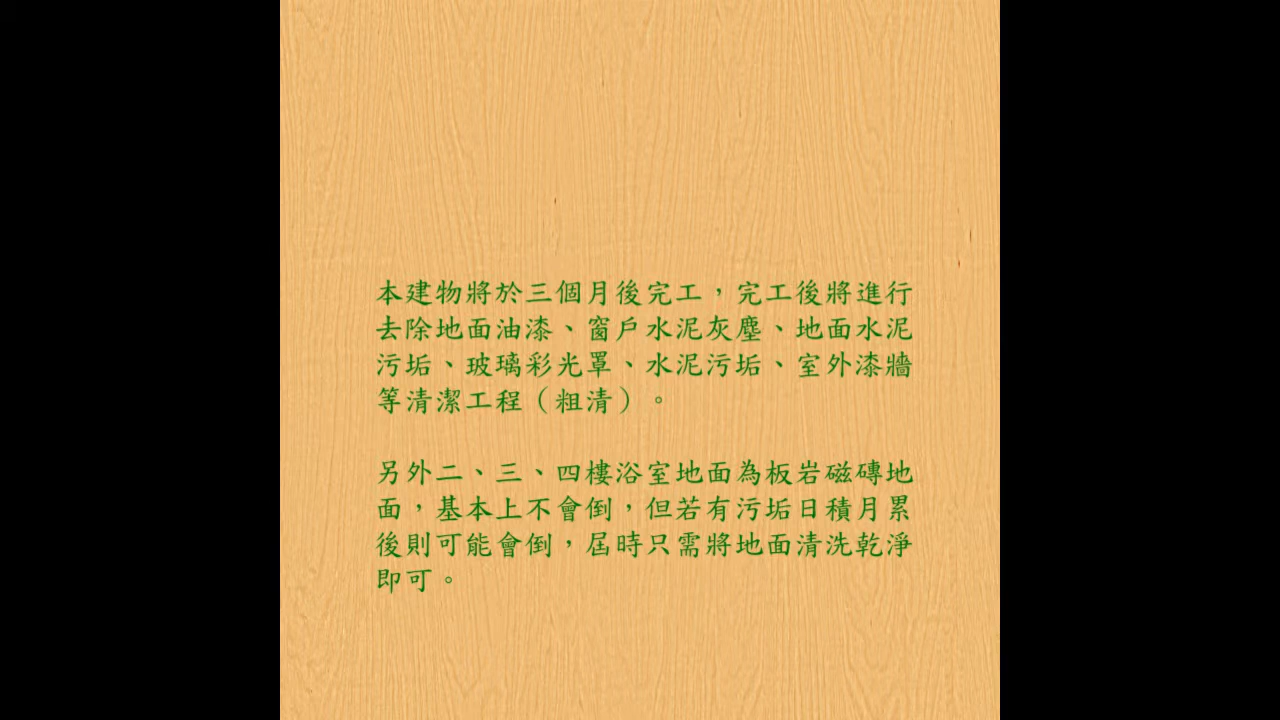 本建物將於三個月後完工，完工後將進行
去除地面油漆、窗戶水泥灰塵、地面水泥
污垢、玻璃彩光罩、水泥污垢、室外漆牆
等清潔工程（粗清）。
另外二、三、四樓浴室地面為板岩磁磚地
面，基本上不會倒，但若有污垢日積月累
後則可能會倒，屆時只需將地面清洗乾淨
即可。